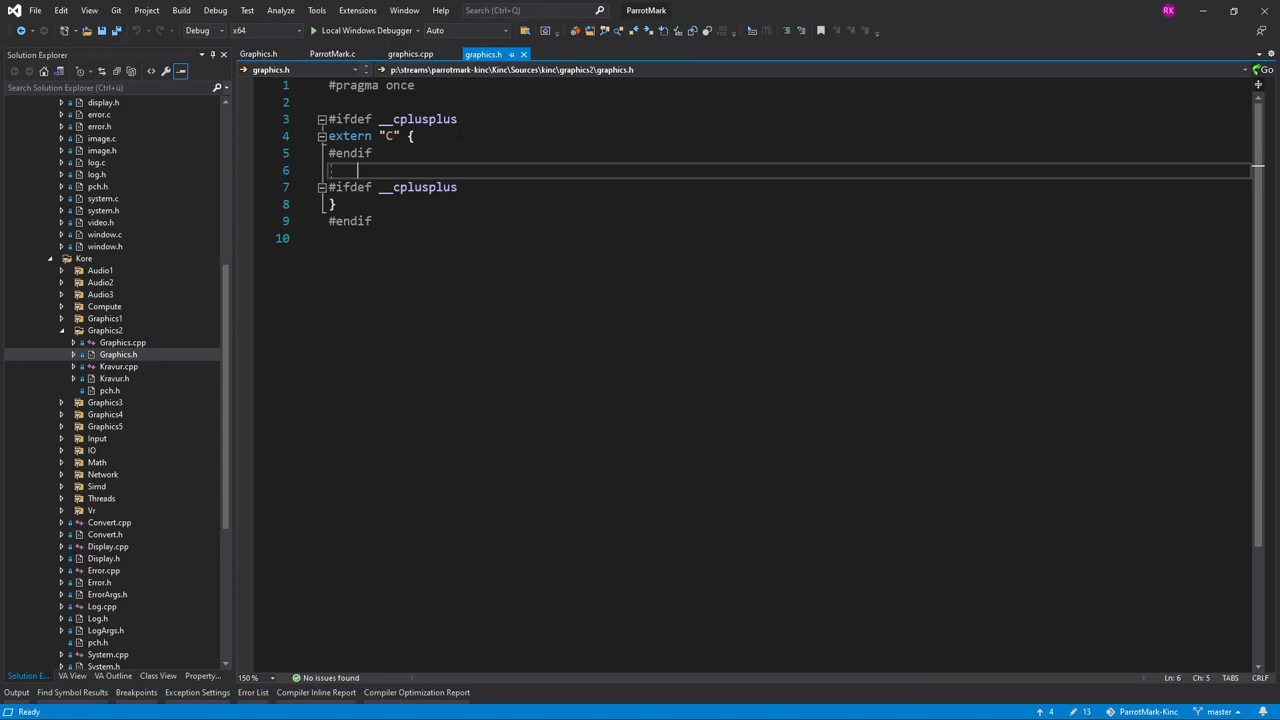 File Edit View Git Project Build Debug Test Analyze Tools Extensions Window Help Search (Ctrl+Q) ParrotMark RK
Debug x64 Local Windows Debugger Auto
Solution Explorer
Graphics.h ParrotMark.c graphics.cpp graphics.h
graphics.h p:\streams\parrotmark-kinc\Kinc\Sources\kinc\graphics2\graphics.h Go
Search Solution Explorer (Ctrl+ü)
display.h
error.c
error.h
image.c
image.h
log.c
log.h
pch.h
system.c
system.h
video.h
window.c
window.h
Kore
Audio1
Audio2
Audio3
Compute
Graphics1
Graphics2
Graphics.cpp
Graphics.h
Kravur.cpp
Kravur.h
pch.h
Graphics3
Graphics4
Graphics5
Input
IO
Math
Network
Simd
Threads
Vr
Convert.cpp
Convert.h
Display.cpp
Display.h
Error.cpp
Error.h
ErrorArgs.h
Log.cpp
Log.h
LogArgs.h
pch.h
System.cpp
System.h
1 #pragma once
2
3 #ifdef __cplusplus
4 extern "C" {
5 #endif
6
7 #ifdef __cplusplus
8 }
9 #endif
10
Solution E... VA View VA Outline Class View Property...
150 % No issues found Ln: 6 Ch: 5 TABS CRLF
Output Find Symbol Results Breakpoints Exception Settings Error List Compiler Inline Report Compiler Optimization Report
Ready 4 13 ParrotMark-Kinc master